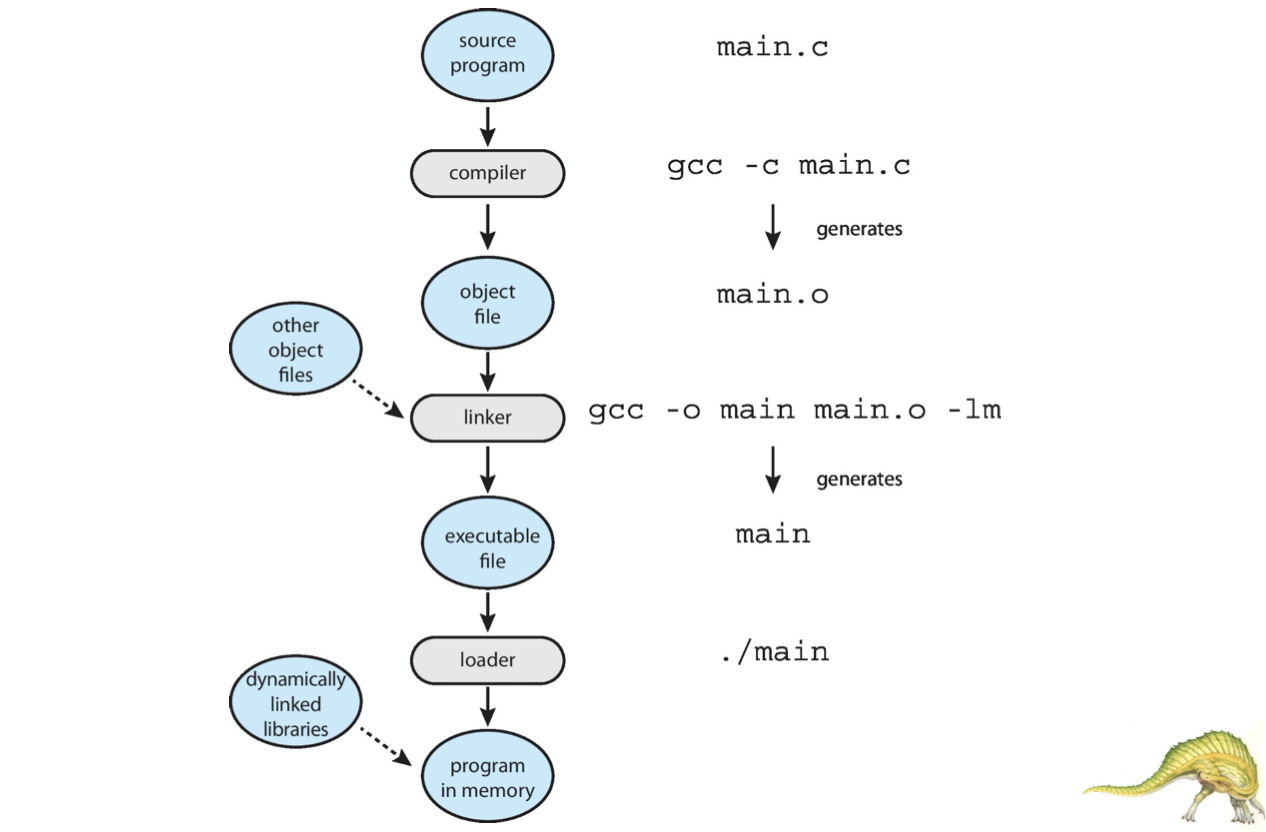 source
program
main.c
compiler
gcc -c main.c
generates
object
file
main.o
other
object
files
linker
gcc -o main main.o -lm
generates
executable
file
main
loader
./main
dynamically
linked
libraries
program
in memory